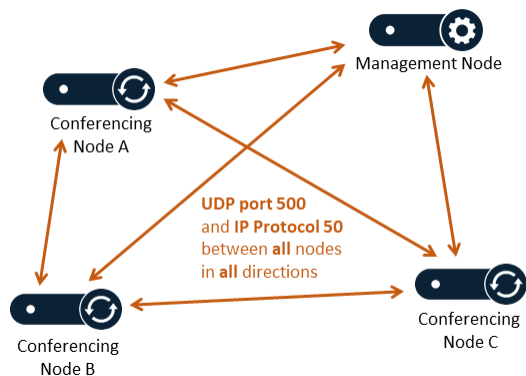 Management Node
Conferencing
Node A
UDP port 500
and IP Protocol 50
between all nodes
in all directions
Conferencing
Node C
Conferencing
Node B